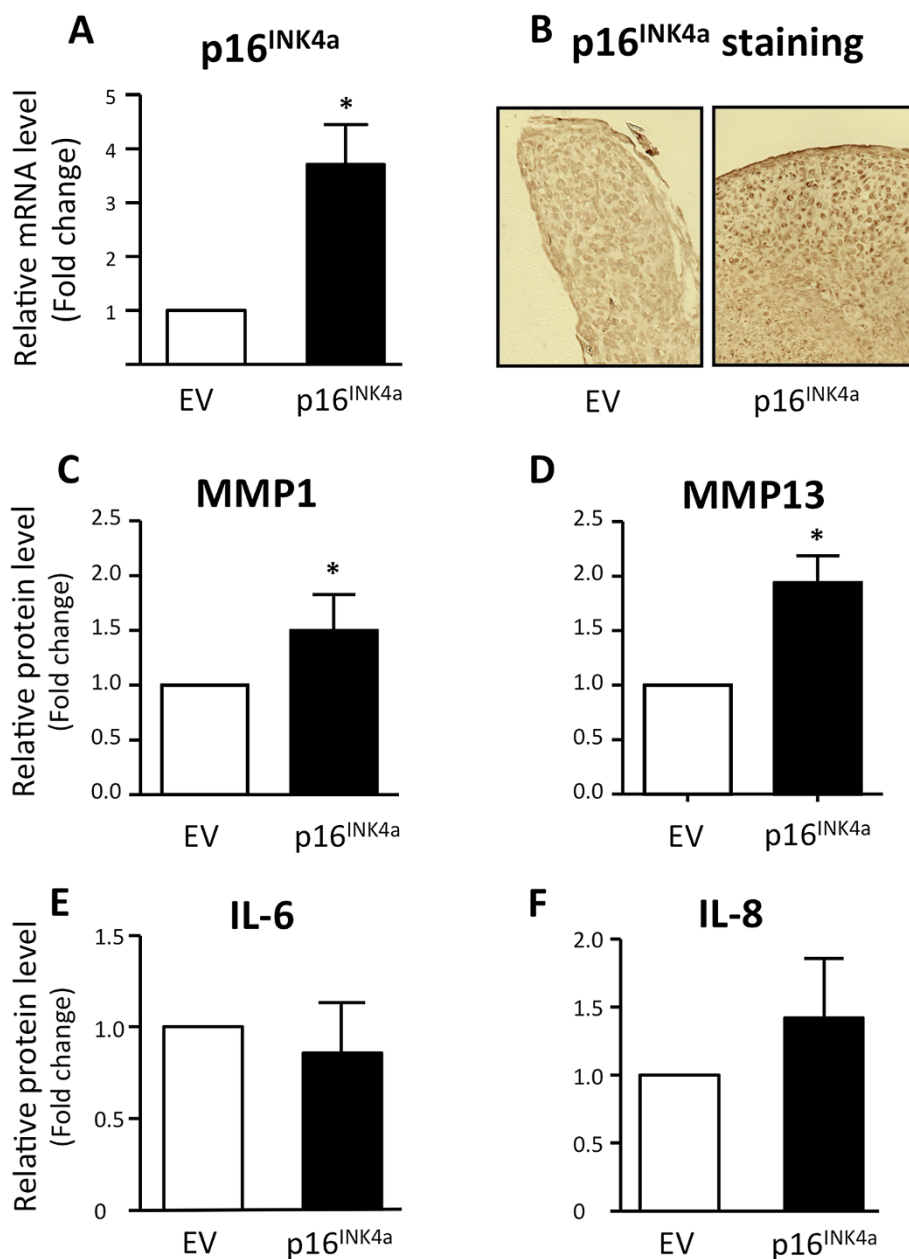 A
p16INK4a
Relative mRNA level
(Fold change)
5
4
3
2
1
*
EV
p16INK4a
B
p16INK4a staining
EV
p16INK4a
C
MMP1
Relative protein level
(Fold change)
2.5
2.0
1.5
1.0
0.5
0.0
*
EV
p16INK4a
D
MMP13
2.5
2.0
1.5
1.0
0.5
0.0
*
EV
p16INK4a
E
IL-6
Relative protein level
(Fold change)
1.5
1.0
0.5
0
EV
p16INK4a
F
IL-8
2.0
1.5
1.0
0.5
0
EV
p16INK4a